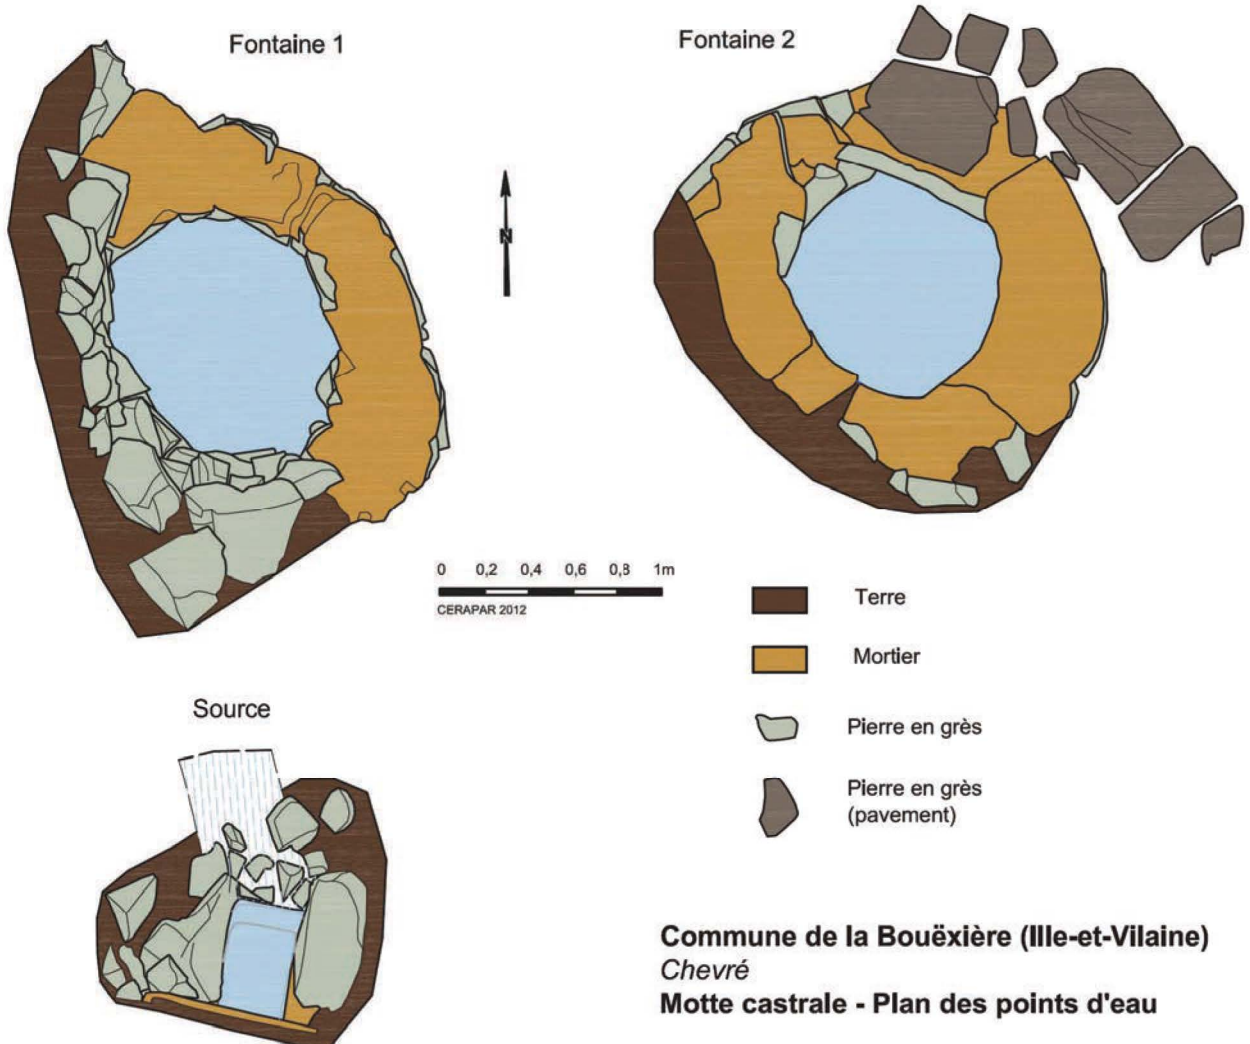 Fontaine 1
Fontaine 2
N
0 0,2 0,4 0,6 0,8 1m
CERAPAR 2012
Terre
Mortier
Source
Pierre en grès
Pierre en grès
(pavement)
Commune de la Bouëxière (Ille-et-Vilaine)
Chevré
Motte castrale - Plan des points d'eau